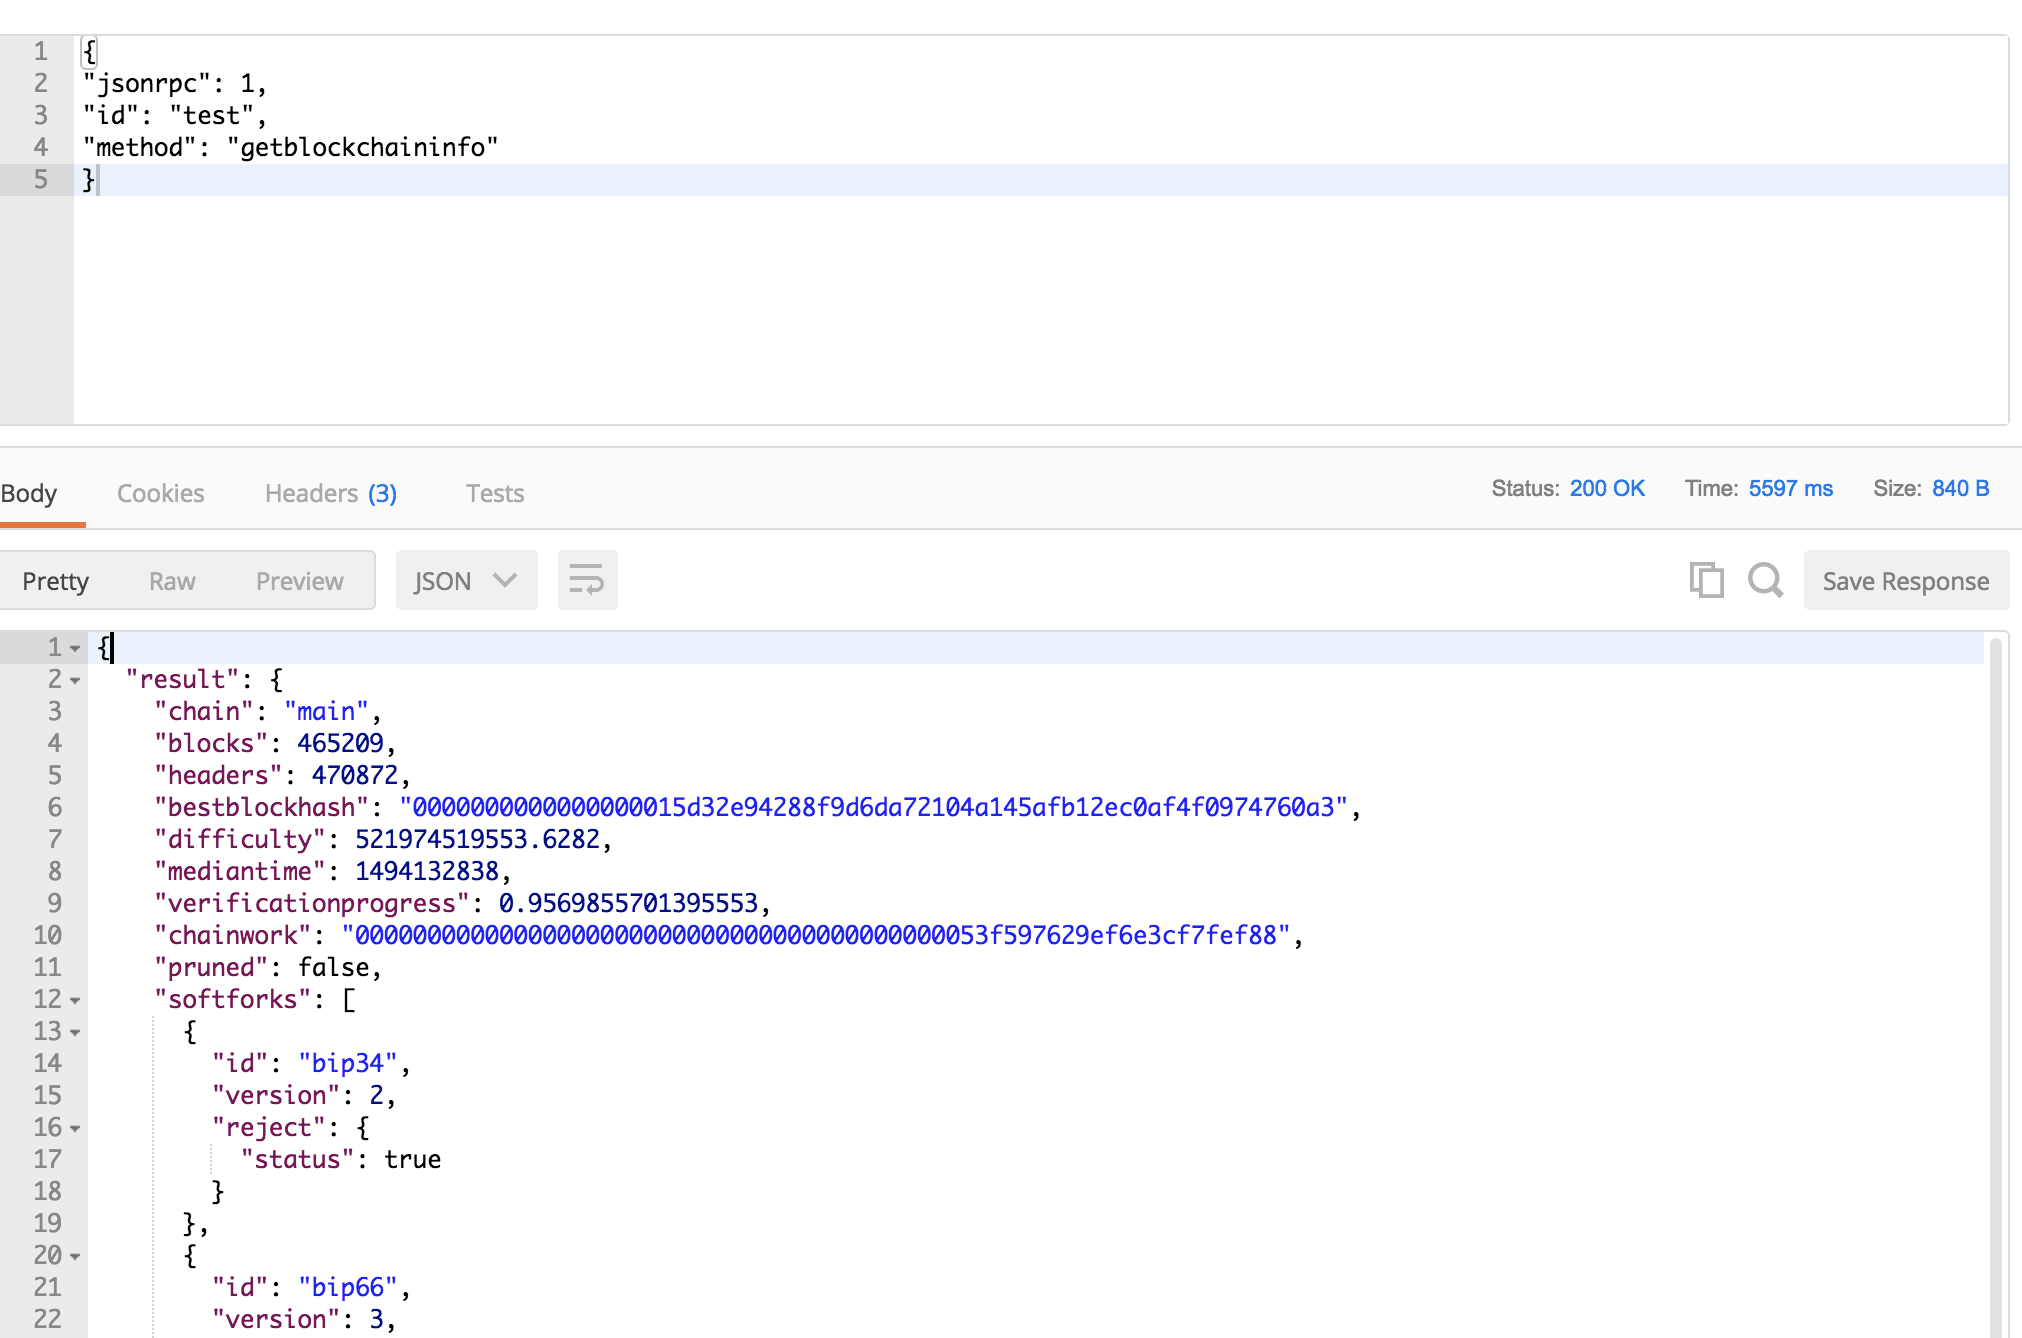 1 {
2 "jsonrpc": 1,
3 "id": "test",
4 "method": "getblockchaininfo"
5 }
Body Cookies Headers (3) Tests Status: 200 OK Time: 5597 ms Size: 840 B
Pretty Raw Preview JSON Save Response
1 {
2 "result": {
3 "chain": "main",
4 "blocks": 465209,
5 "headers": 470872,
6 "bestblockhash": "0000000000000000015d32e94288f9d6da72104a145afb12ec0af4f0974760a3",
7 "difficulty": 521974519553.6282,
8 "mediantime": 1494132838,
9 "verificationprogress": 0.9569855701395553,
10 "chainwork": "00000000000000000000000000000000000000000053f597629ef6e3cf7fef88",
11 "pruned": false,
12 "softforks": [
13 {
14 "id": "bip34",
15 "version": 2,
16 "reject": {
17 "status": true
18 }
19 },
20 {
21 "id": "bip66",
22 "version": 3,